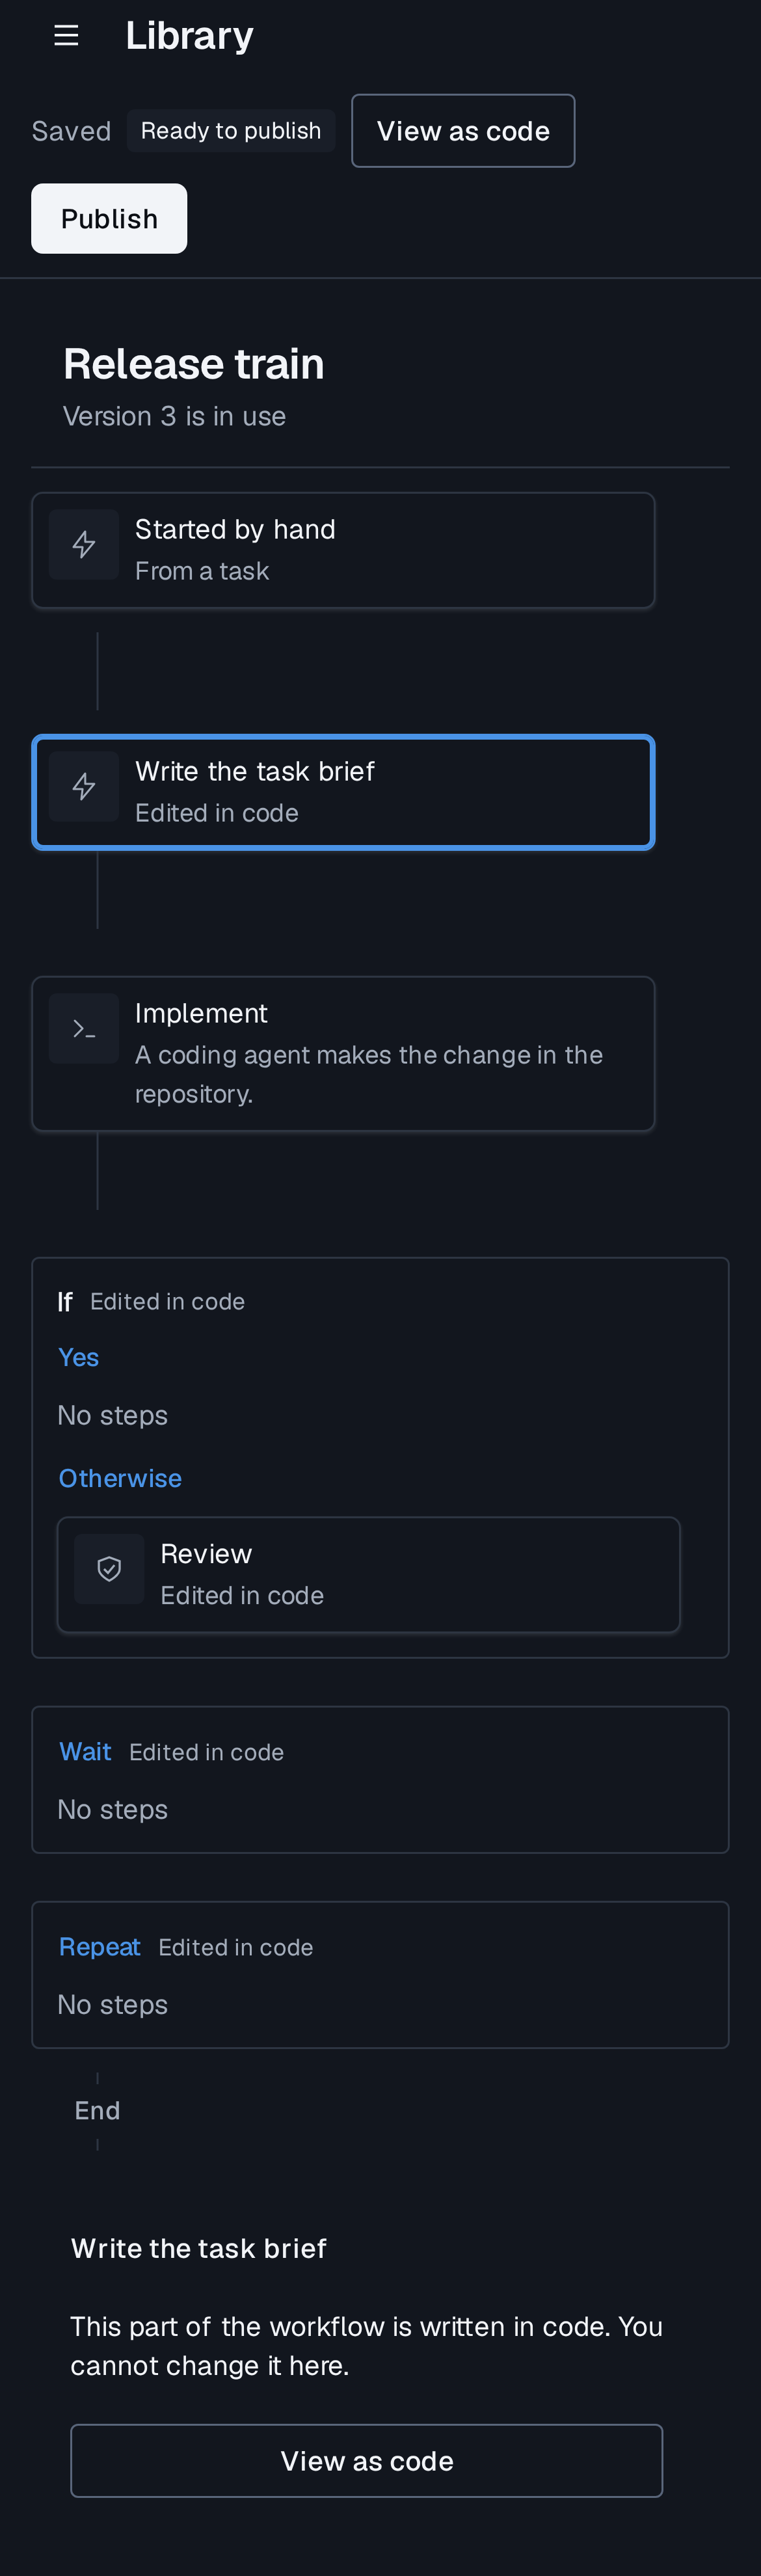 Library
Saved
Ready to publish
View as code
Publish
Release train
Version 3 is in use
Started by hand
From a task
Write the task brief
Edited in code
Implement
A coding agent makes the change in the
repository.
If Edited in code
Yes
No steps
Otherwise
Review
Edited in code
Wait Edited in code
No steps
Repeat Edited in code
No steps
End
Write the task brief
This part of the workflow is written in code. You
cannot change it here.
View as code